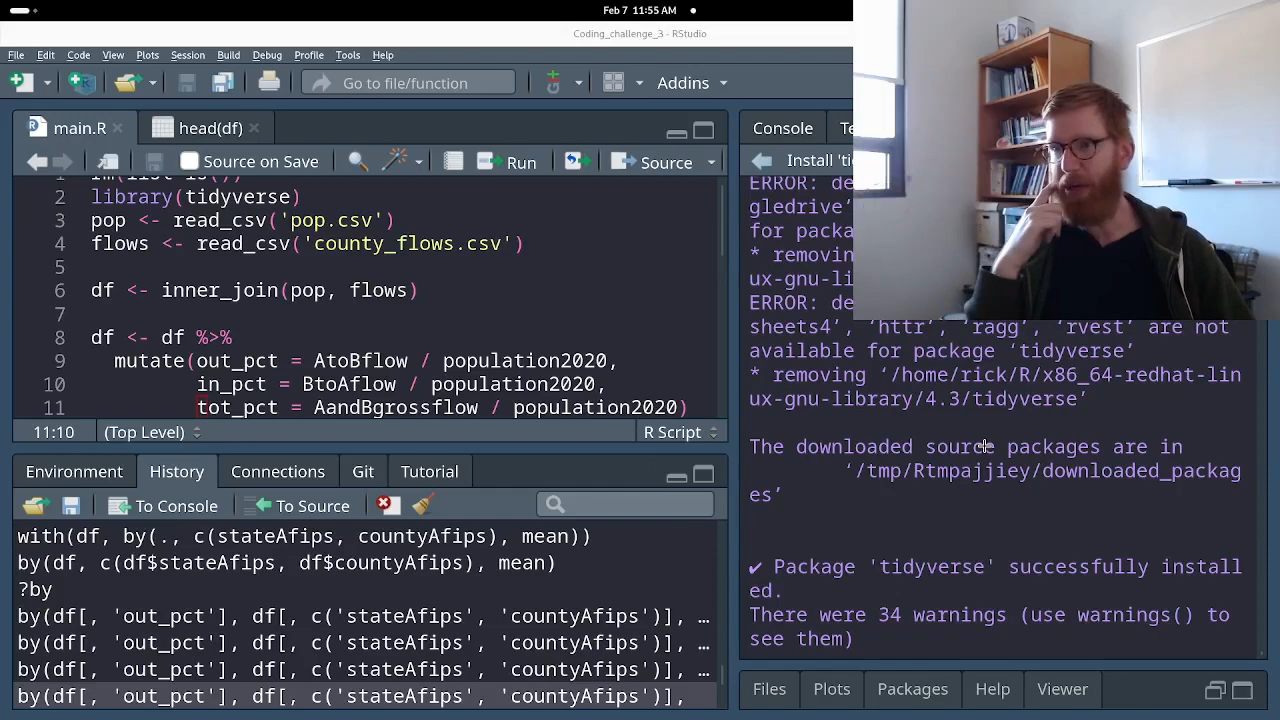 Feb 7 11:55 AM
Coding_challenge_3 - RStudio
File Edit Code View Plots Session Build Debug Profile Tools Help
Go to file/function
Addins
main.R
head(df)
Source on Save
Run
Source
2 library(tidyverse)
3 pop <- read_csv('pop.csv')
4 flows <- read_csv('county_flows.csv')
5
6 df <- inner_join(pop, flows)
7
8 df <- df %>%
9 mutate(out_pct = AtoBflow / population2020,
10 in_pct = BtoAflow / population2020,
11 tot_pct = AandBgrossflow / population2020)
11:10 (Top Level) R Script
Environment History Connections Git Tutorial
To Console To Source
with(df, by(., c(stateAfips, countyAfips), mean))
by(df, c(df$stateAfips, df$countyAfips), mean)
?by
by(df[, 'out_pct'], df[, c('stateAfips', 'countyAfips')], …
by(df[, 'out_pct'], df[, c('stateAfips', 'countyAfips')], …
by(df[, 'out_pct'], df[, c('stateAfips', 'countyAfips')], …
by(df[, 'out_pct'], df[, c('stateAfips', 'countyAfips')],
Console
Install
ERROR:
gledrive’
for
* removing
ux-gnu-li
ERROR:
sheets4’, ‘httr’, ‘ragg’, ‘rvest’ are not
available for package ‘tidyverse’
* removing ‘/home/rick/R/x86_64-redhat-lin
ux-gnu-library/4.3/tidyverse’
The downloaded source packages are in
‘/tmp/Rtmpajjiey/downloaded_packag
es’
✔ Package 'tidyverse' successfully install
ed.
There were 34 warnings (use warnings() to
see them)
Files Plots Packages Help Viewer